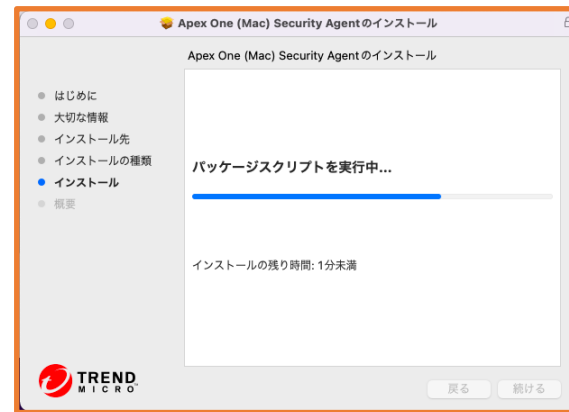 Apex One (Mac) Security Agentのインストール
Apex One (Mac) Security Agentのインストール
はじめに
大切な情報
インストール先
インストールの種類
インストール
概要
パッケージスクリプトを実行中...
インストールの残り時間: 1分未満
TREND
MICRO
戻る
続ける